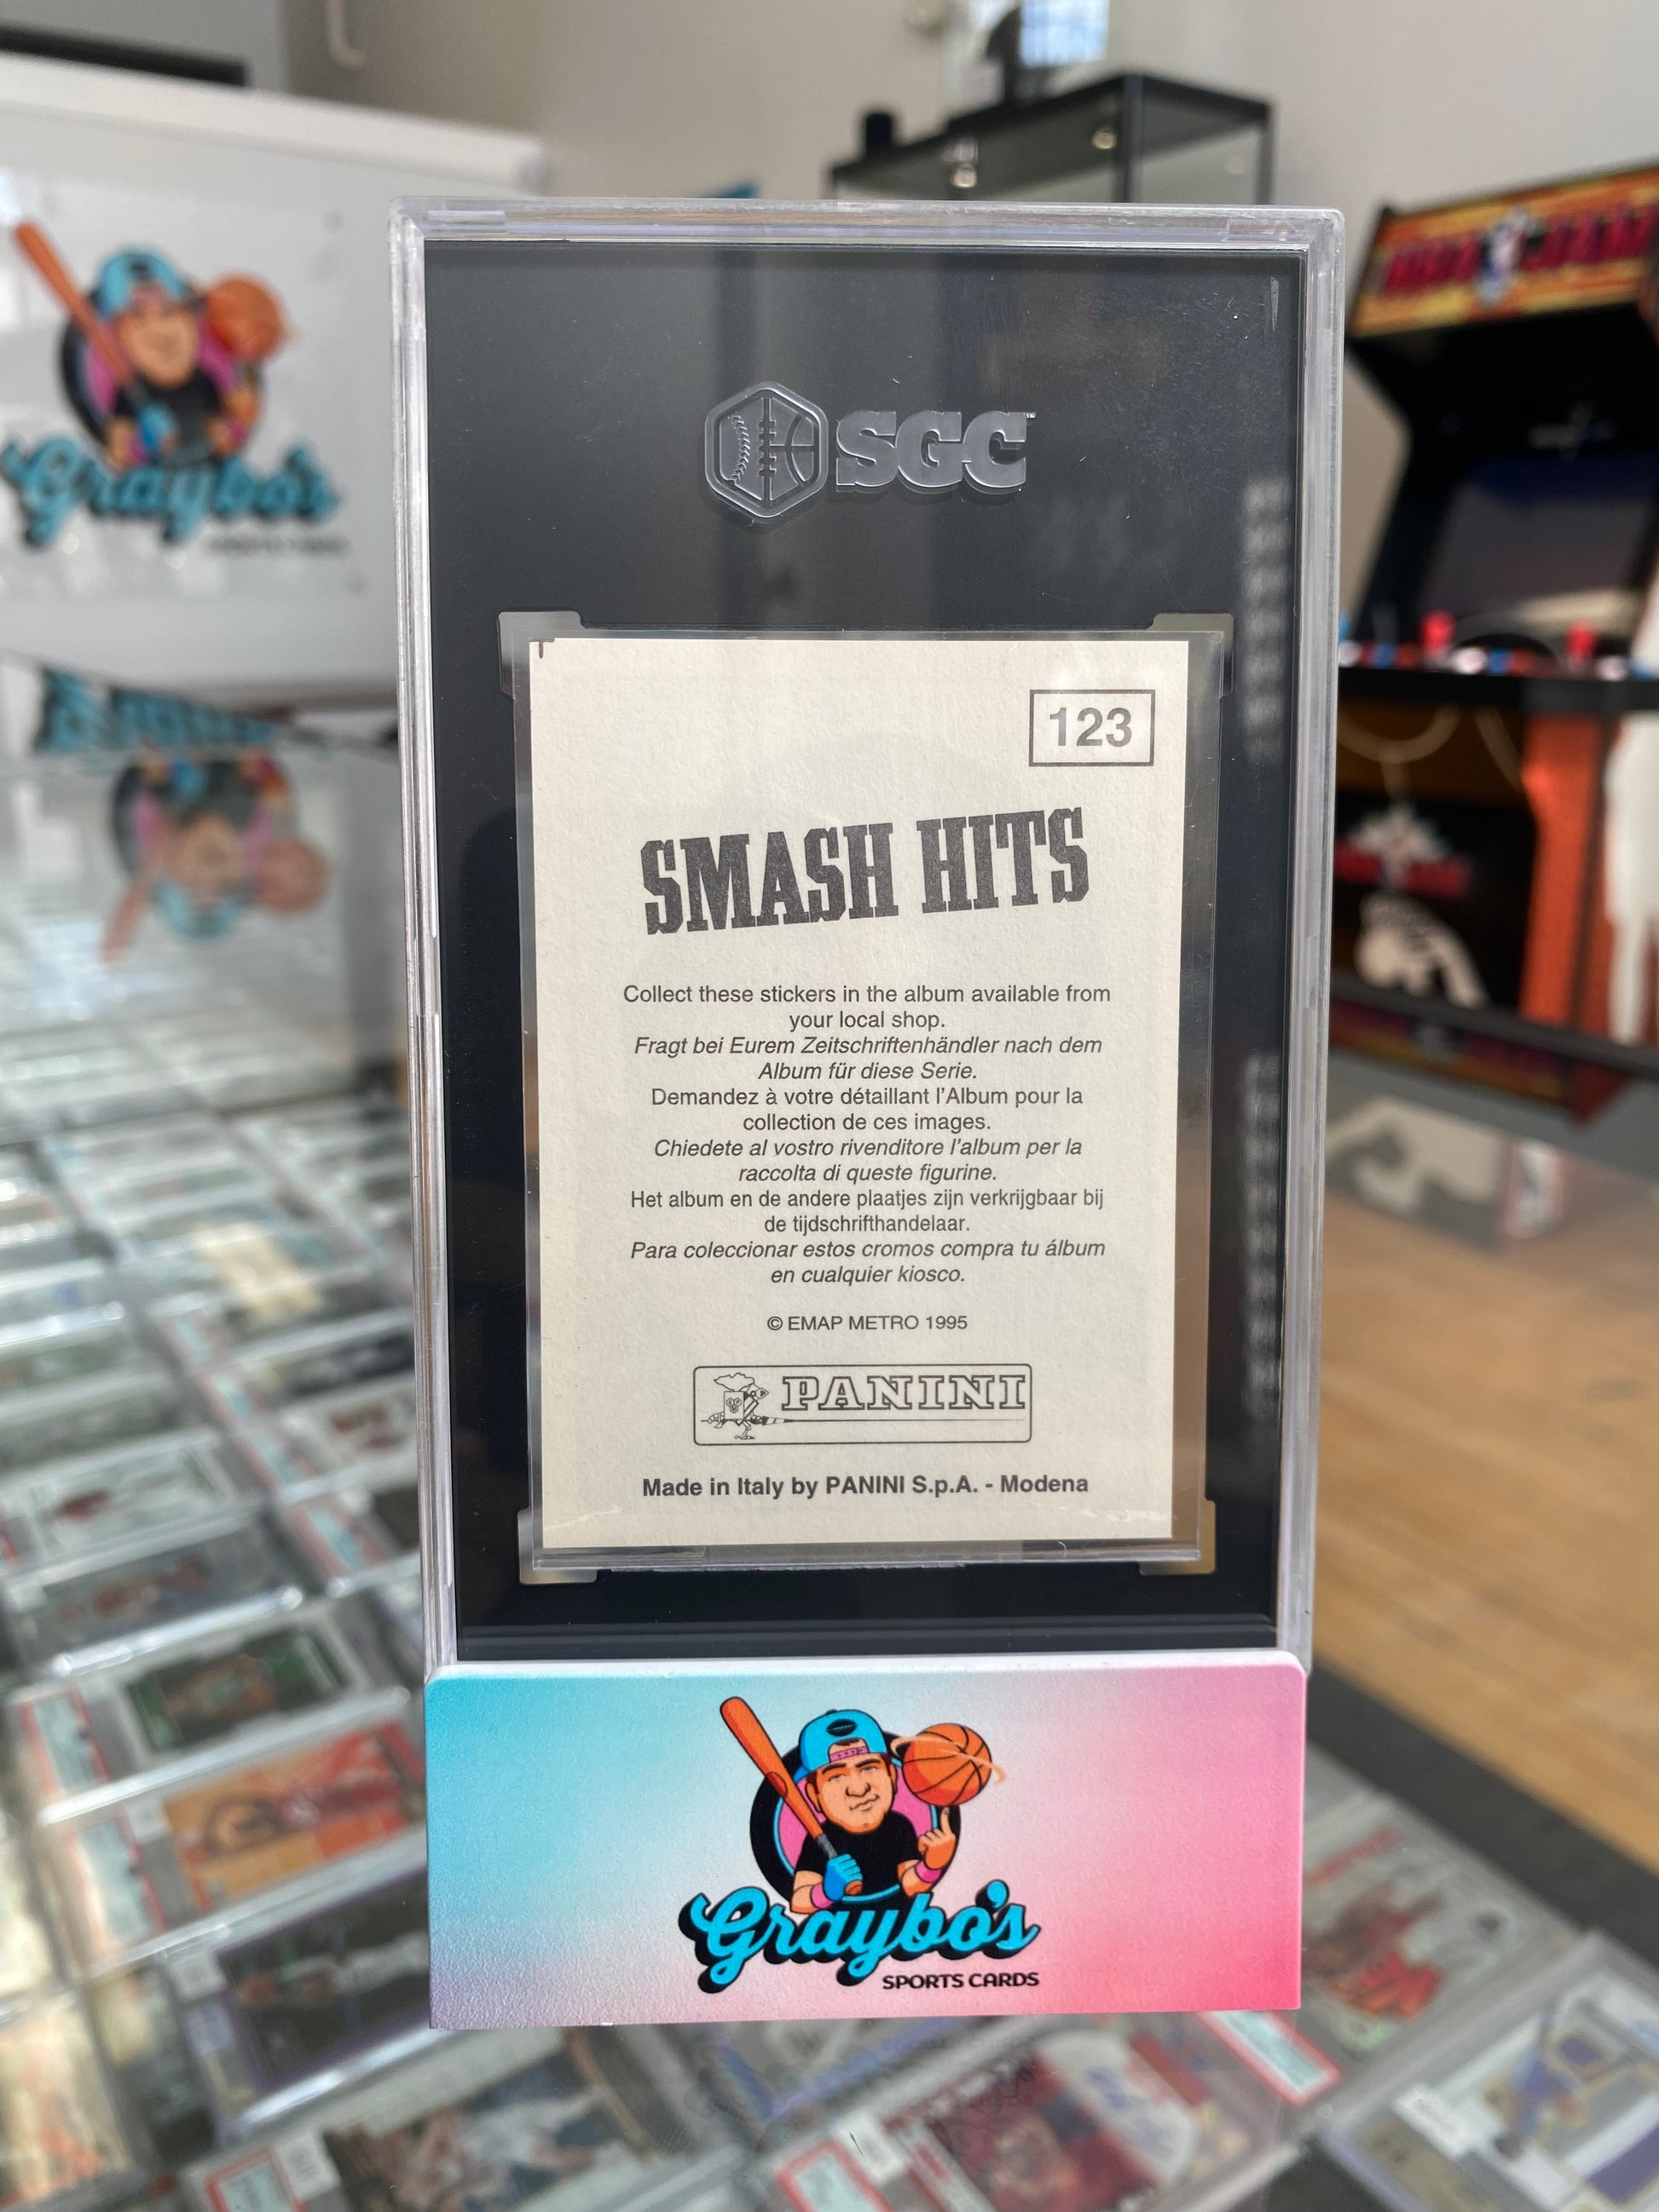 NBA JAM
Graybo's
SGC
123
SMASH HITS
Collect these stickers in the album available from
your local shop.
Fragt bei Eurem Zeitschriftenhändler nach dem
Album für diese Serie.
Demandez à votre détaillant l'Album pour la
collection de ces images.
Chiedete al vostro rivenditore l'album per la
raccolta di queste figurine.
Het album en de andere plaatjes zijn verkrijgbaar bij
de tijdschrifthandelaar.
Para coleccionar estos cromos compra tu álbum
en cualquier kiosco.
© EMAP METRO 1995
PANINI
Made in Italy by PANINI S.p.A. - Modena
Graybo's
SPORTS CARDS